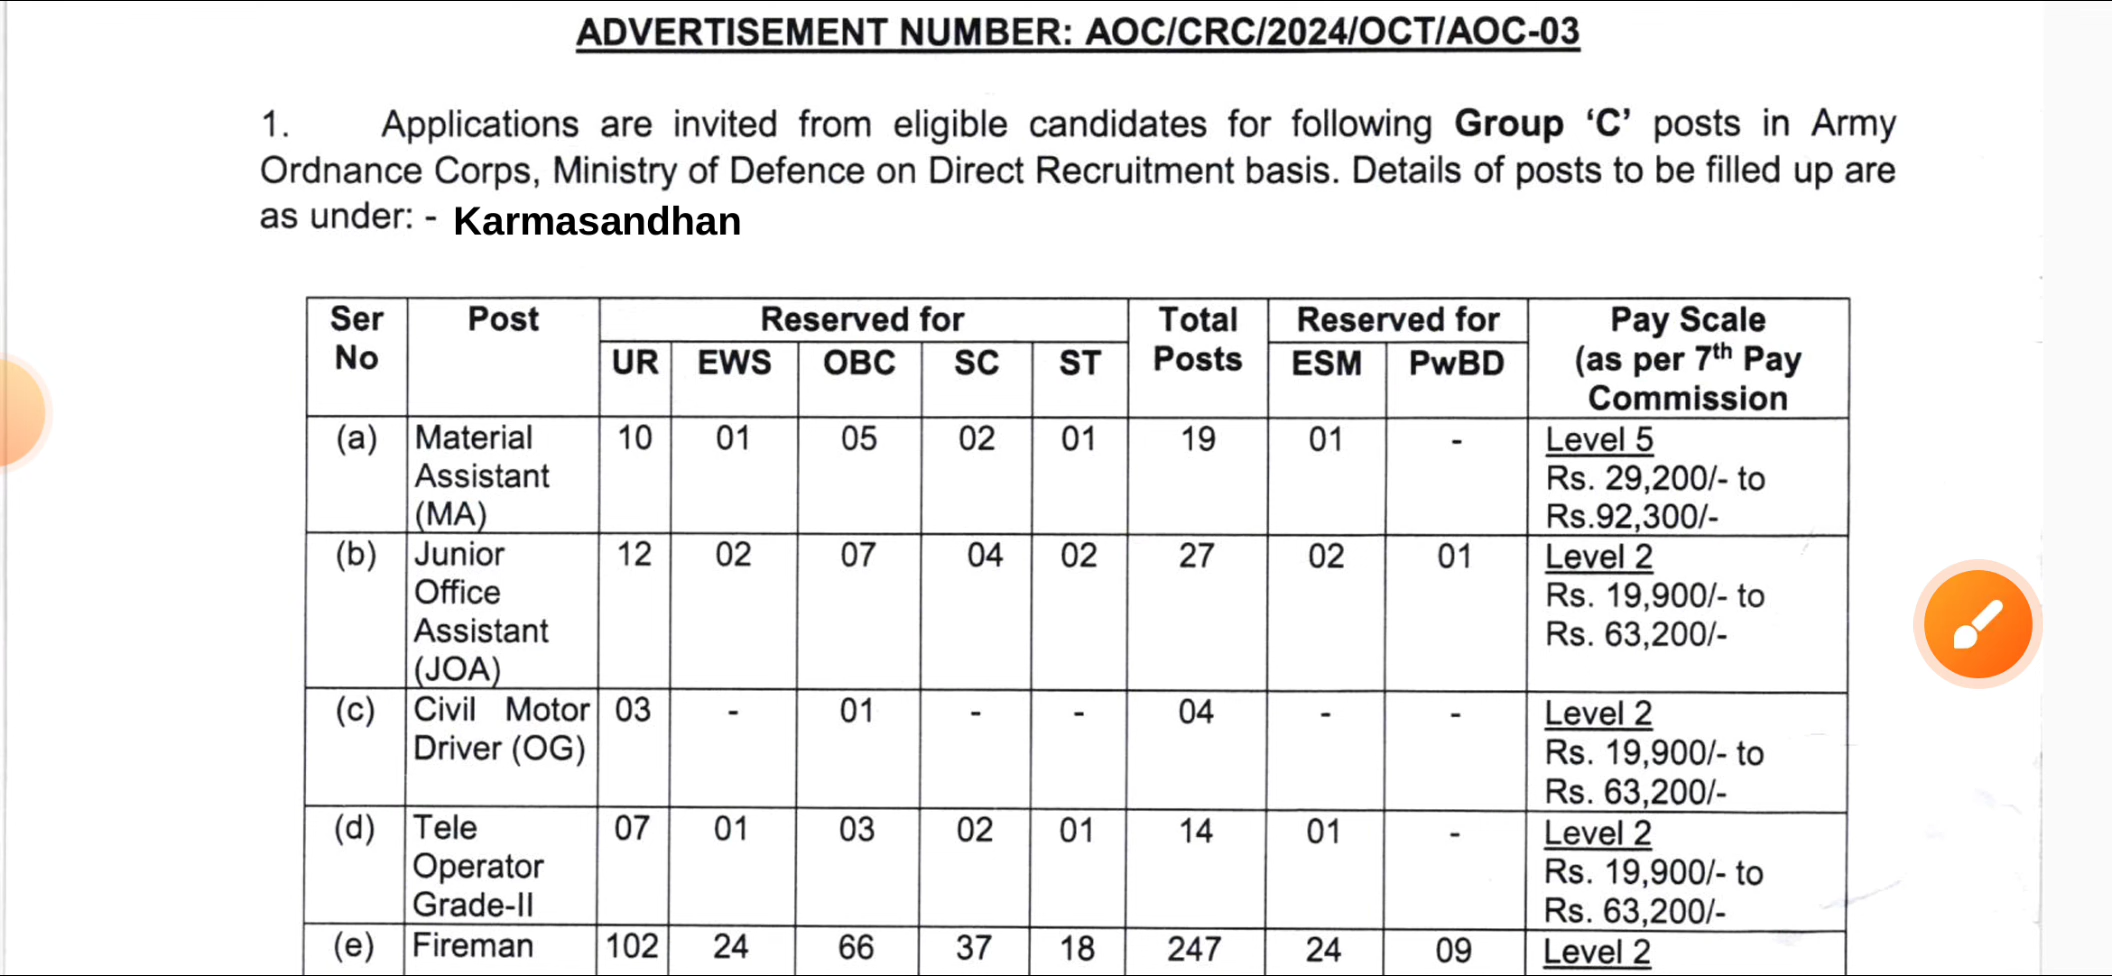 ADVERTISEMENT NUMBER: AOC/CRC/2024/OCT/AOC-03
1. Applications are invited from eligible candidates for following Group ‘C’ posts in Army
Ordnance Corps, Ministry of Defence on Direct Recruitment basis. Details of posts to be filled up are
as under: - Karmasandhan
Ser No Post Reserved for Total Posts Reserved for Pay Scale (as per 7th Pay Commission
UR EWS OBC SC ST ESM PwBD
(a) Material 10 01 05 02 01 19 01 - Level 5
Assistant Rs. 29,200/- to
(MA) Rs.92,300/-
(b) Junior 12 02 07 04 02 27 02 01 Level 2
Office Rs. 19,900/- to
Assistant Rs. 63,200/-
(JOA)
(c) Civil Motor 03 - 01 - - 04 - - Level 2
Driver (OG) Rs. 19,900/- to
Rs. 63,200/-
(d) Tele 07 01 03 02 01 14 01 - Level 2
Operator Rs. 19,900/- to
Grade-II Rs. 63,200/-
(e) Fireman 102 24 66 37 18 247 24 09 Level 2